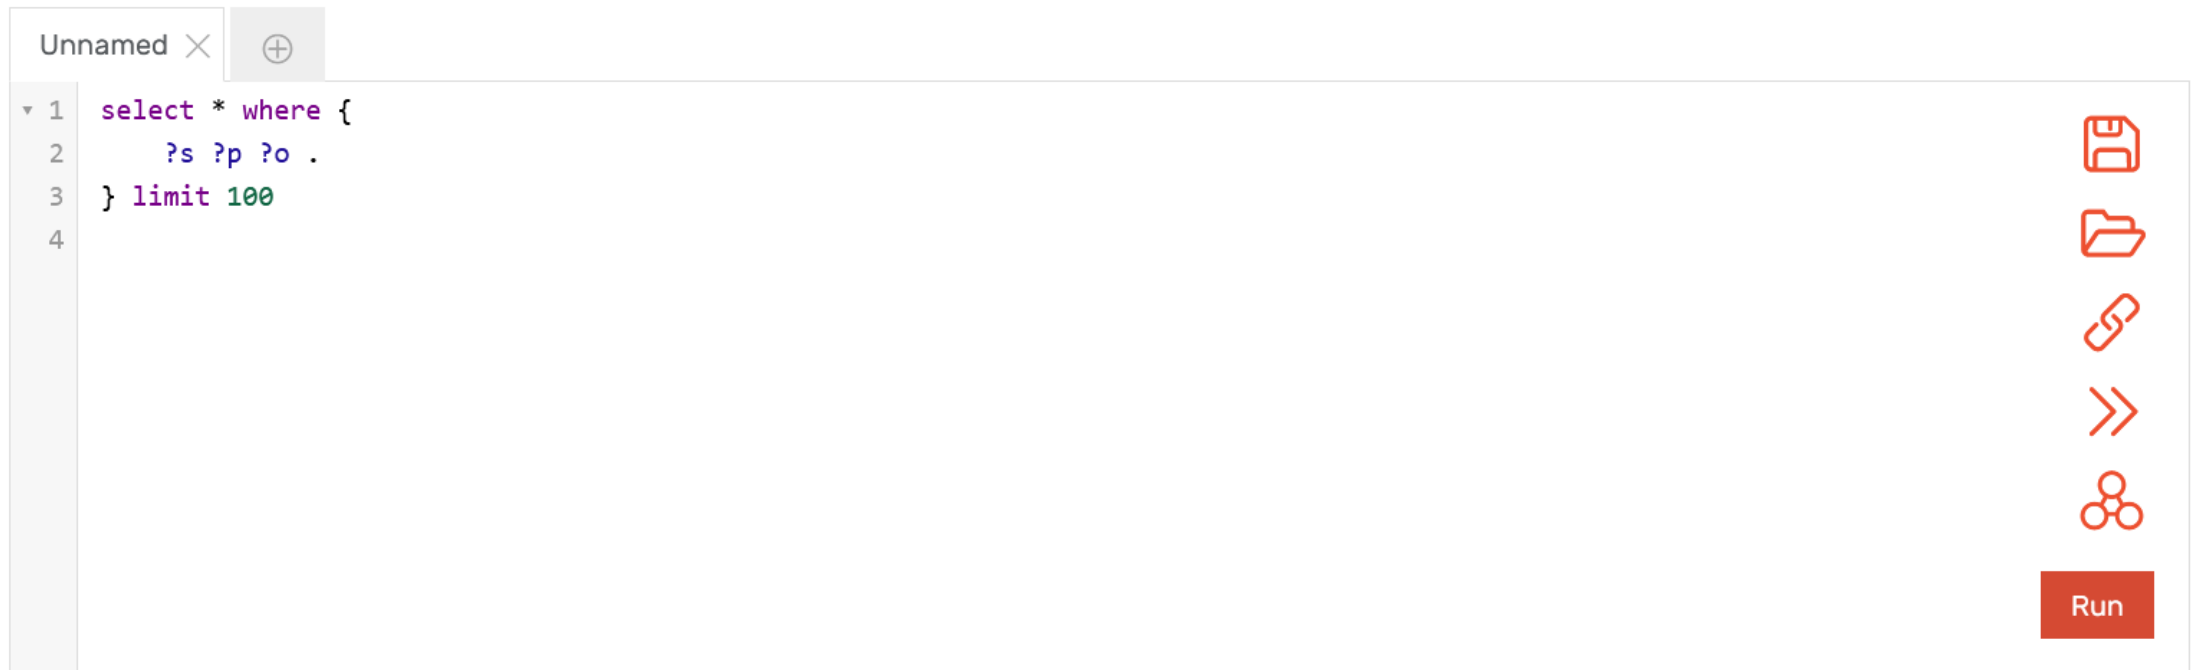 Unnamed
1 select * where {
2     ?s ?p ?o .
3 } limit 100
4
Run